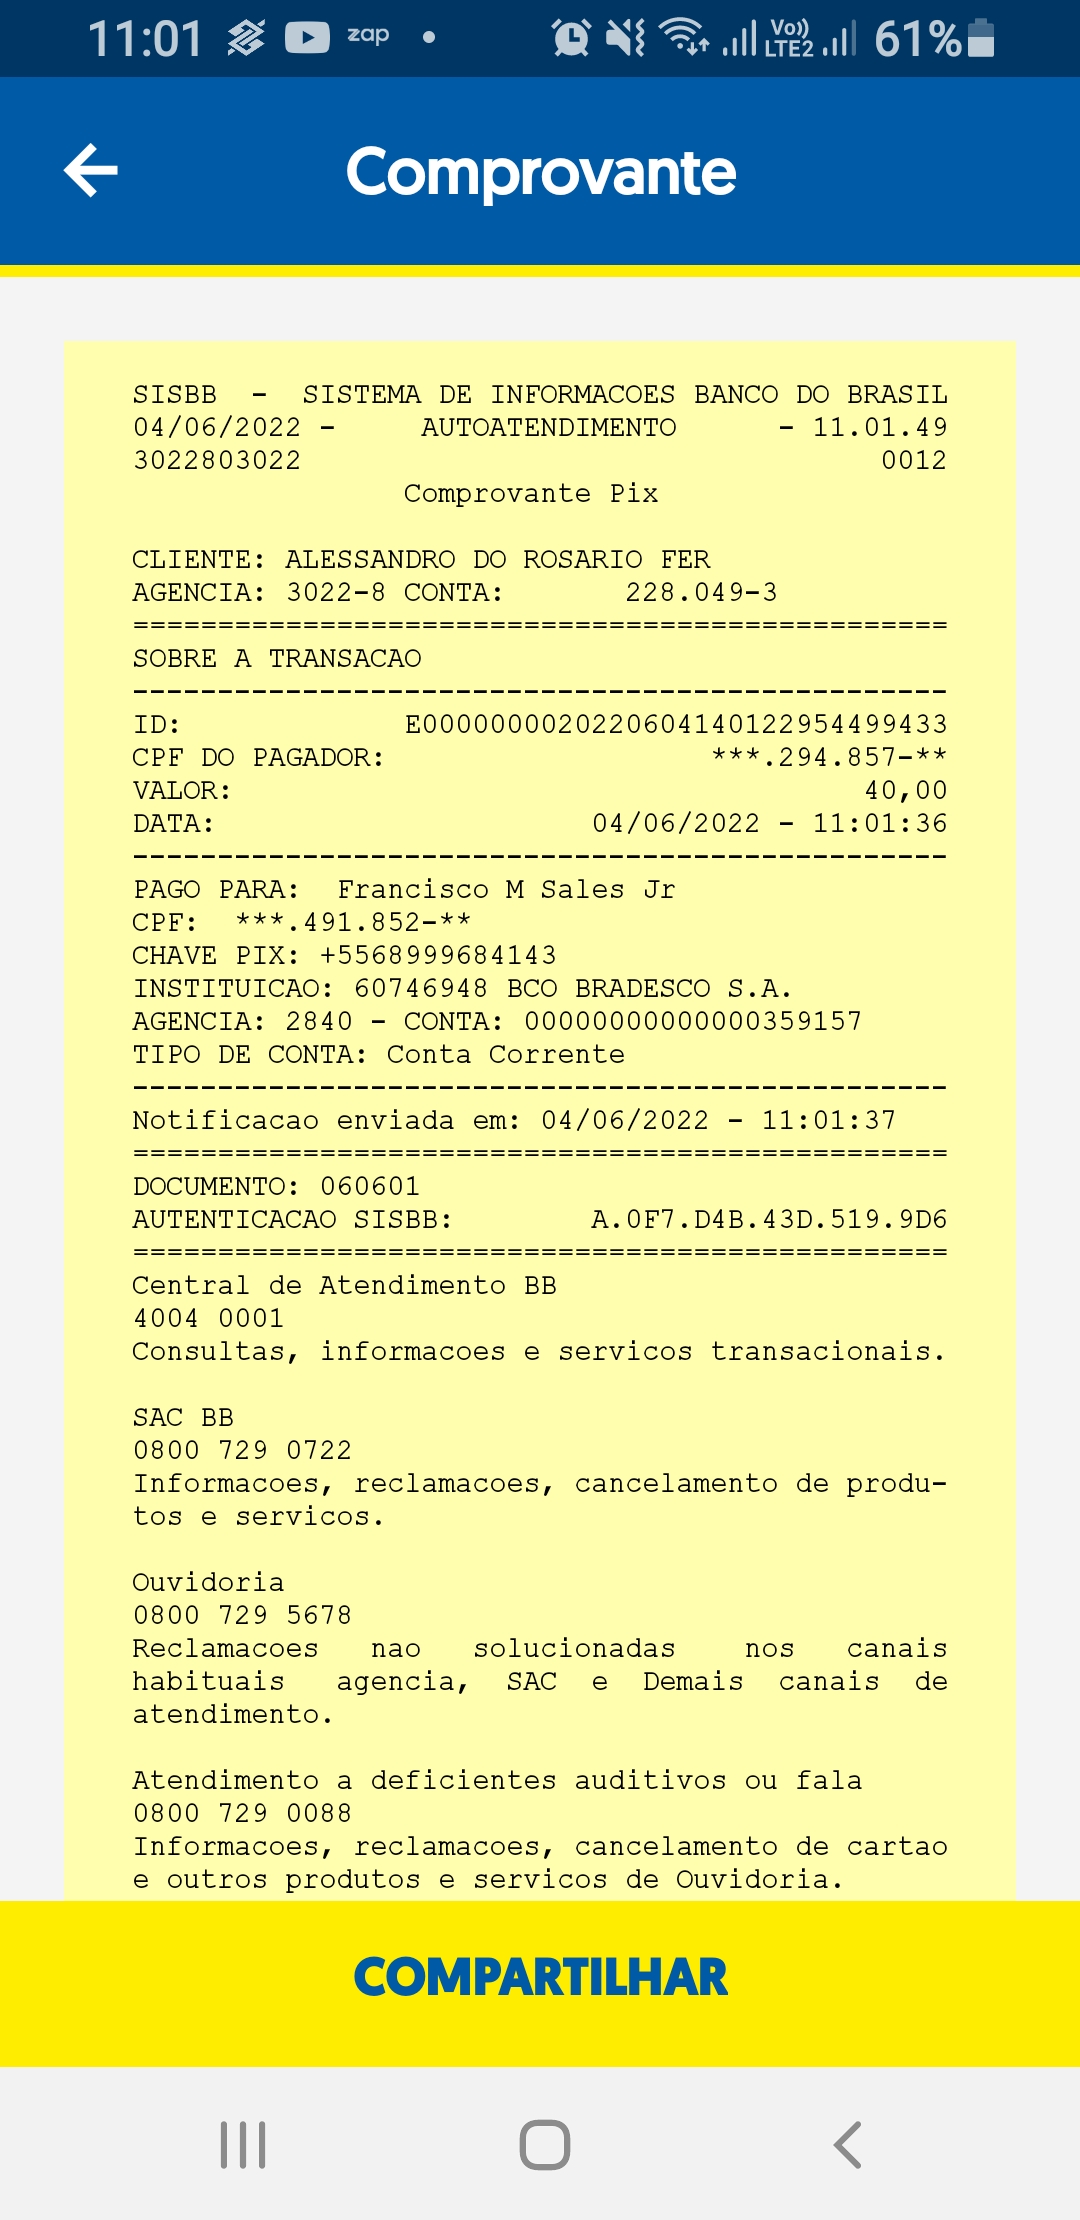 11:01 zap Vo)) LTE2 61%
Comprovante
SISBB - SISTEMA DE INFORMACOES BANCO DO BRASIL
04/06/2022 - AUTOATENDIMENTO - 11.01.49
3022803022 0012
Comprovante Pix
CLIENTE: ALESSANDRO DO ROSARIO FER
AGENCIA: 3022-8 CONTA: 228.049-3
================================================
SOBRE A TRANSACAO
------------------------------------------------
ID: E0000000020220604140122954499433
CPF DO PAGADOR: ***.294.857-**
VALOR: 40,00
DATA: 04/06/2022 - 11:01:36
------------------------------------------------
PAGO PARA: Francisco M Sales Jr
CPF: ***.491.852-**
CHAVE PIX: +5568999684143
INSTITUICAO: 60746948 BCO BRADESCO S.A.
AGENCIA: 2840 - CONTA: 00000000000000359157
TIPO DE CONTA: Conta Corrente
------------------------------------------------
Notificacao enviada em: 04/06/2022 - 11:01:37
================================================
DOCUMENTO: 060601
AUTENTICACAO SISBB: A.0F7.D4B.43D.519.9D6
================================================
Central de Atendimento BB
4004 0001
Consultas, informacoes e servicos transacionais.
SAC BB
0800 729 0722
Informacoes, reclamacoes, cancelamento de produ-
tos e servicos.
Ouvidoria
0800 729 5678
Reclamacoes nao solucionadas nos canais
habituais agencia, SAC e Demais canais de
atendimento.
Atendimento a deficientes auditivos ou fala
0800 729 0088
Informacoes, reclamacoes, cancelamento de cartao
e outros produtos e servicos de Ouvidoria.
COMPARTILHAR